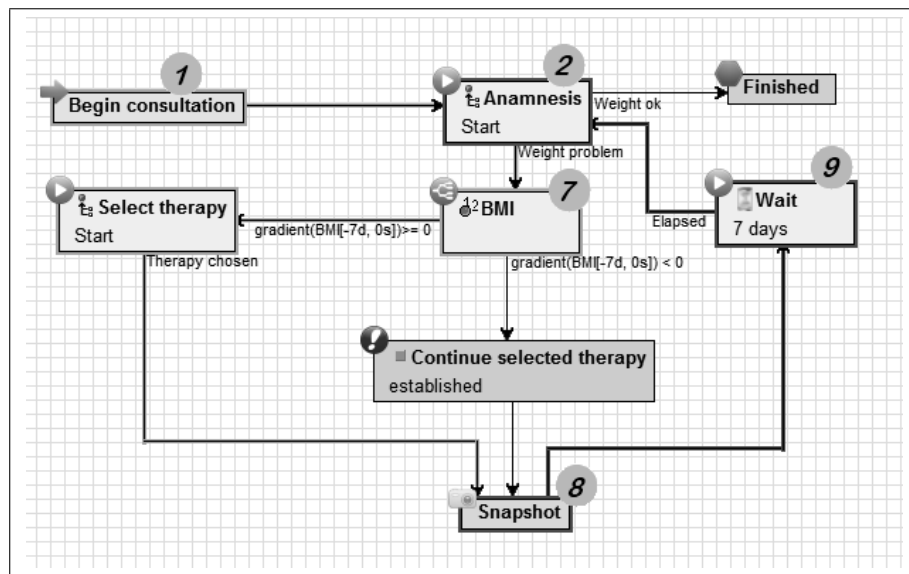 1
Begin consultation
2
Anamnesis
Start
Weight ok
Finished
Weight problem
Elapsed
9
Wait
7 days
Select therapy
Start
Therapy chosen
gradient(BMI[-7d, 0s])>= 0
7
12 BMI
gradient(BMI[-7d, 0s]) < 0
Continue selected therapy
established
8
Snapshot